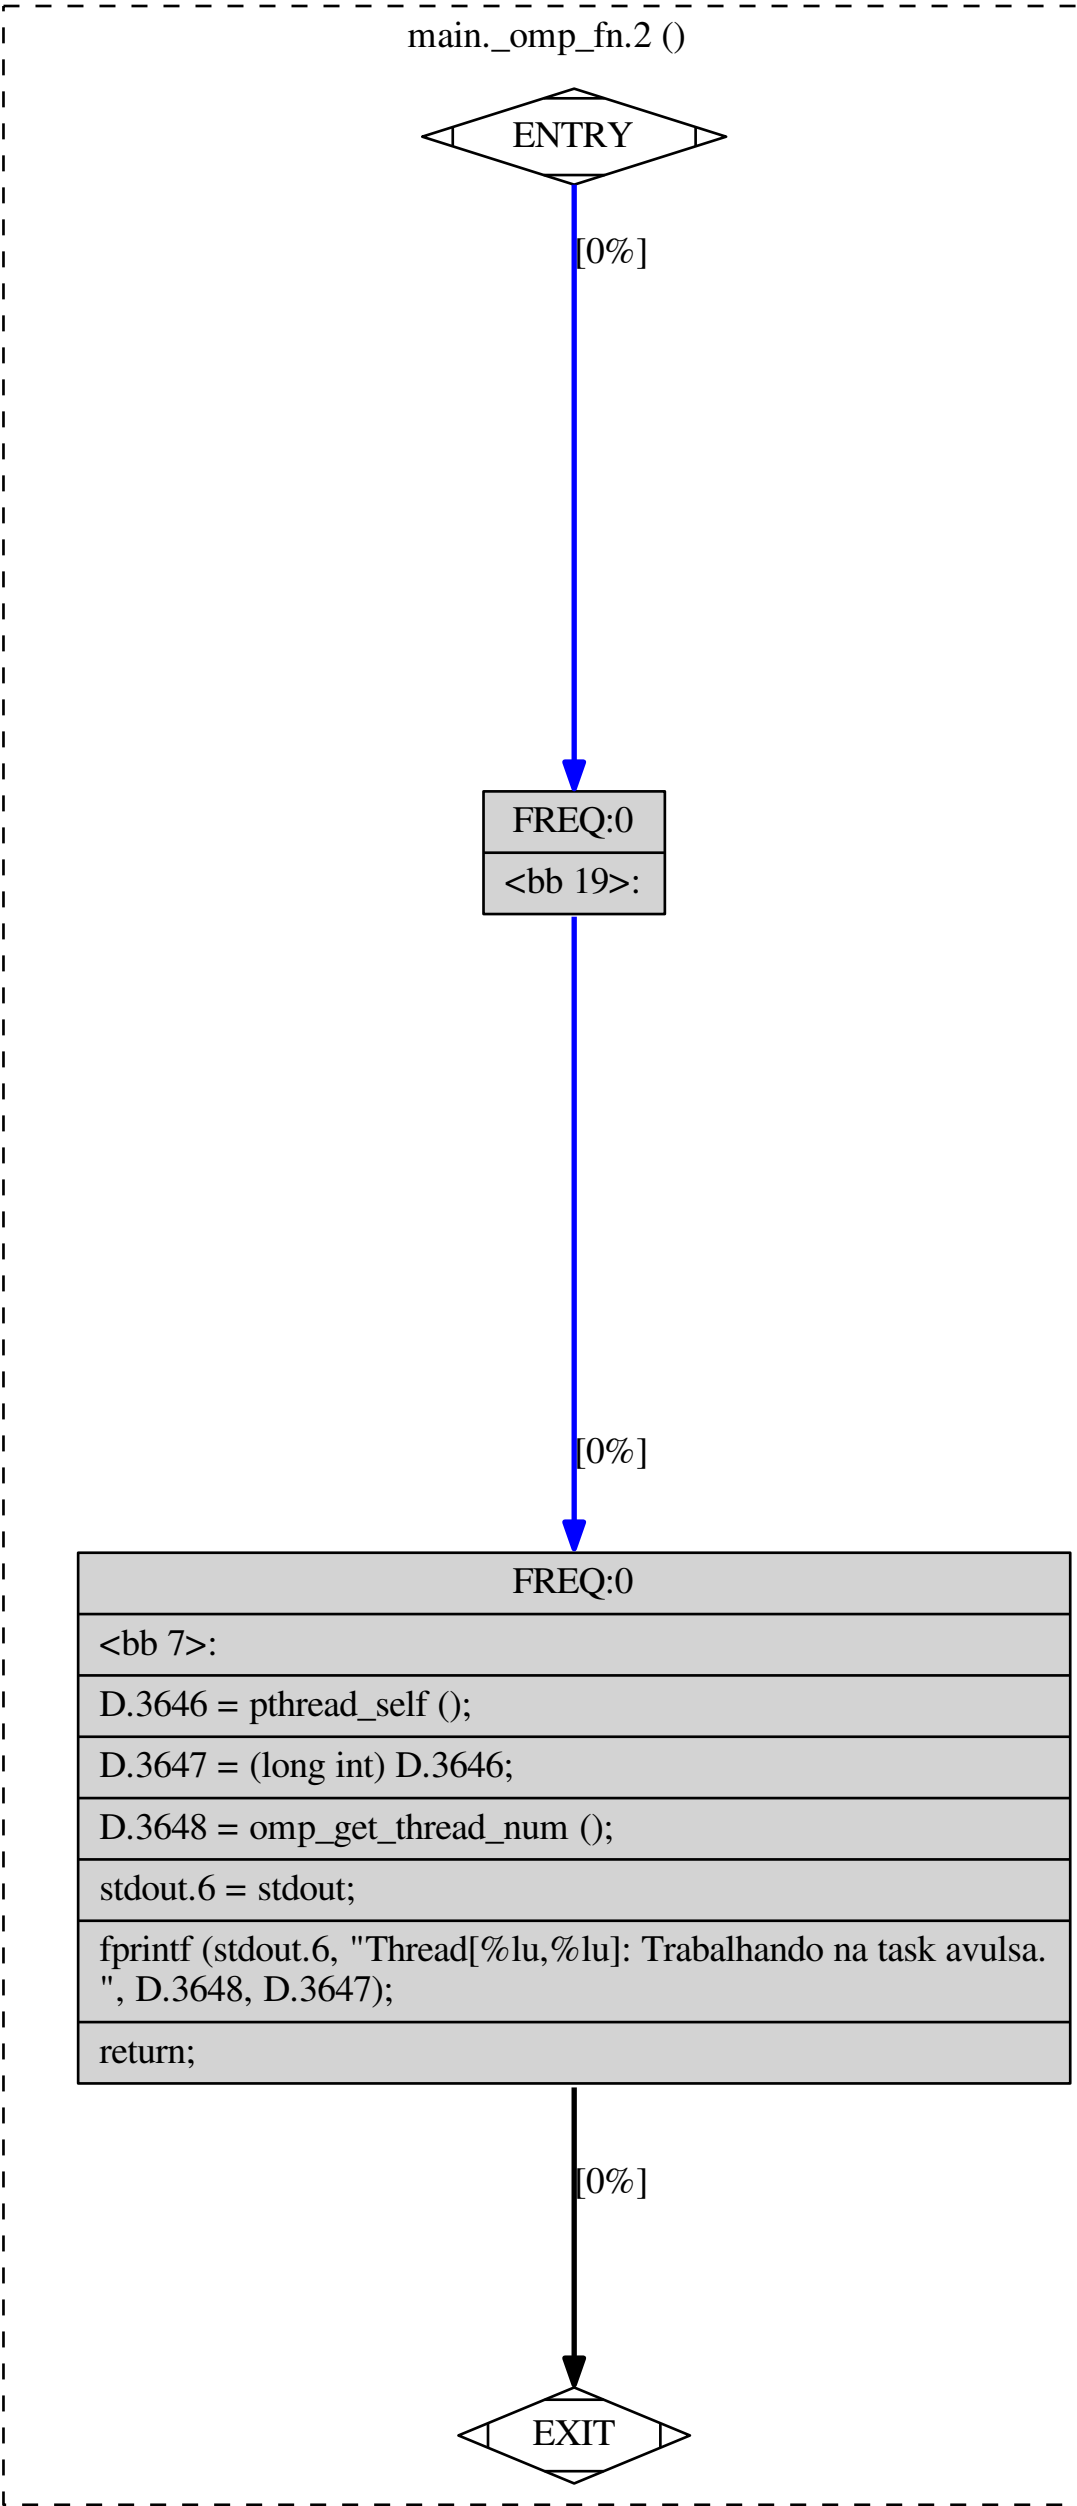 main._omp_fn.2 ()
ENTRY
[0%]
FREQ:0
<bb 19>:
[0%]
FREQ:0
<bb 7>:
D.3646 = pthread_self ();
D.3647 = (long int) D.3646;
D.3648 = omp_get_thread_num ();
stdout.6 = stdout;
fprintf (stdout.6, "Thread[%lu,%lu]: Trabalhando na task avulsa.
", D.3648, D.3647);
return;
[0%]
EXIT